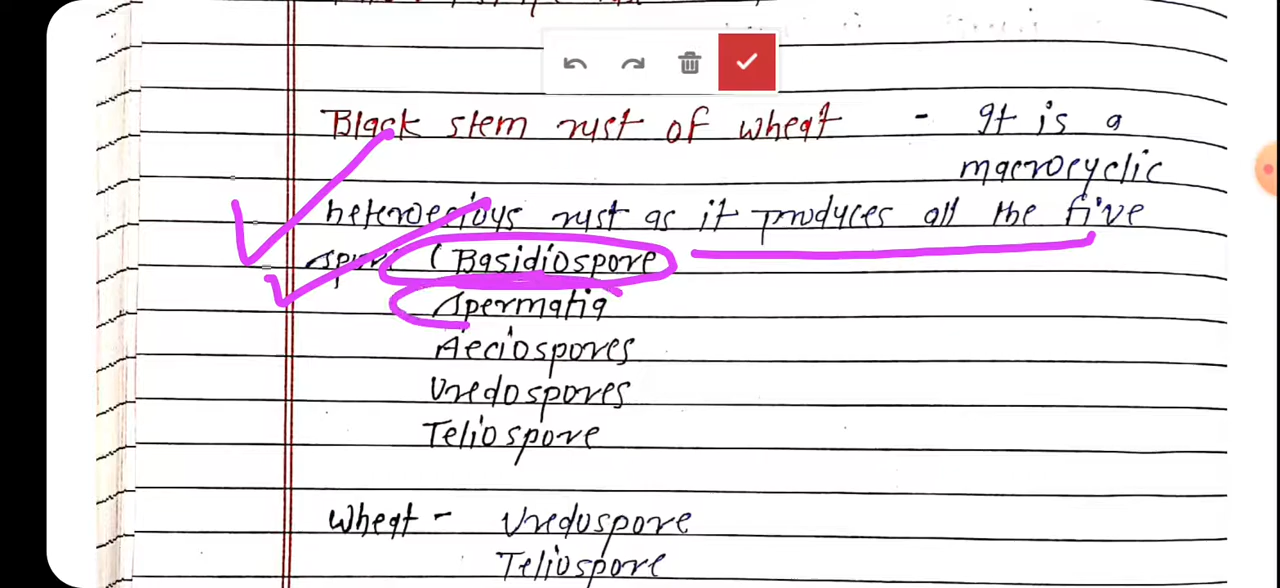 Black stem rust of wheat - It is a
macrocyclic
heteroecious rust as it produces all the five
spore (Basidiospore
Spermatia
Aeciospores
Uredospores
Teliospore
Wheat - Uredospore
Teliospore